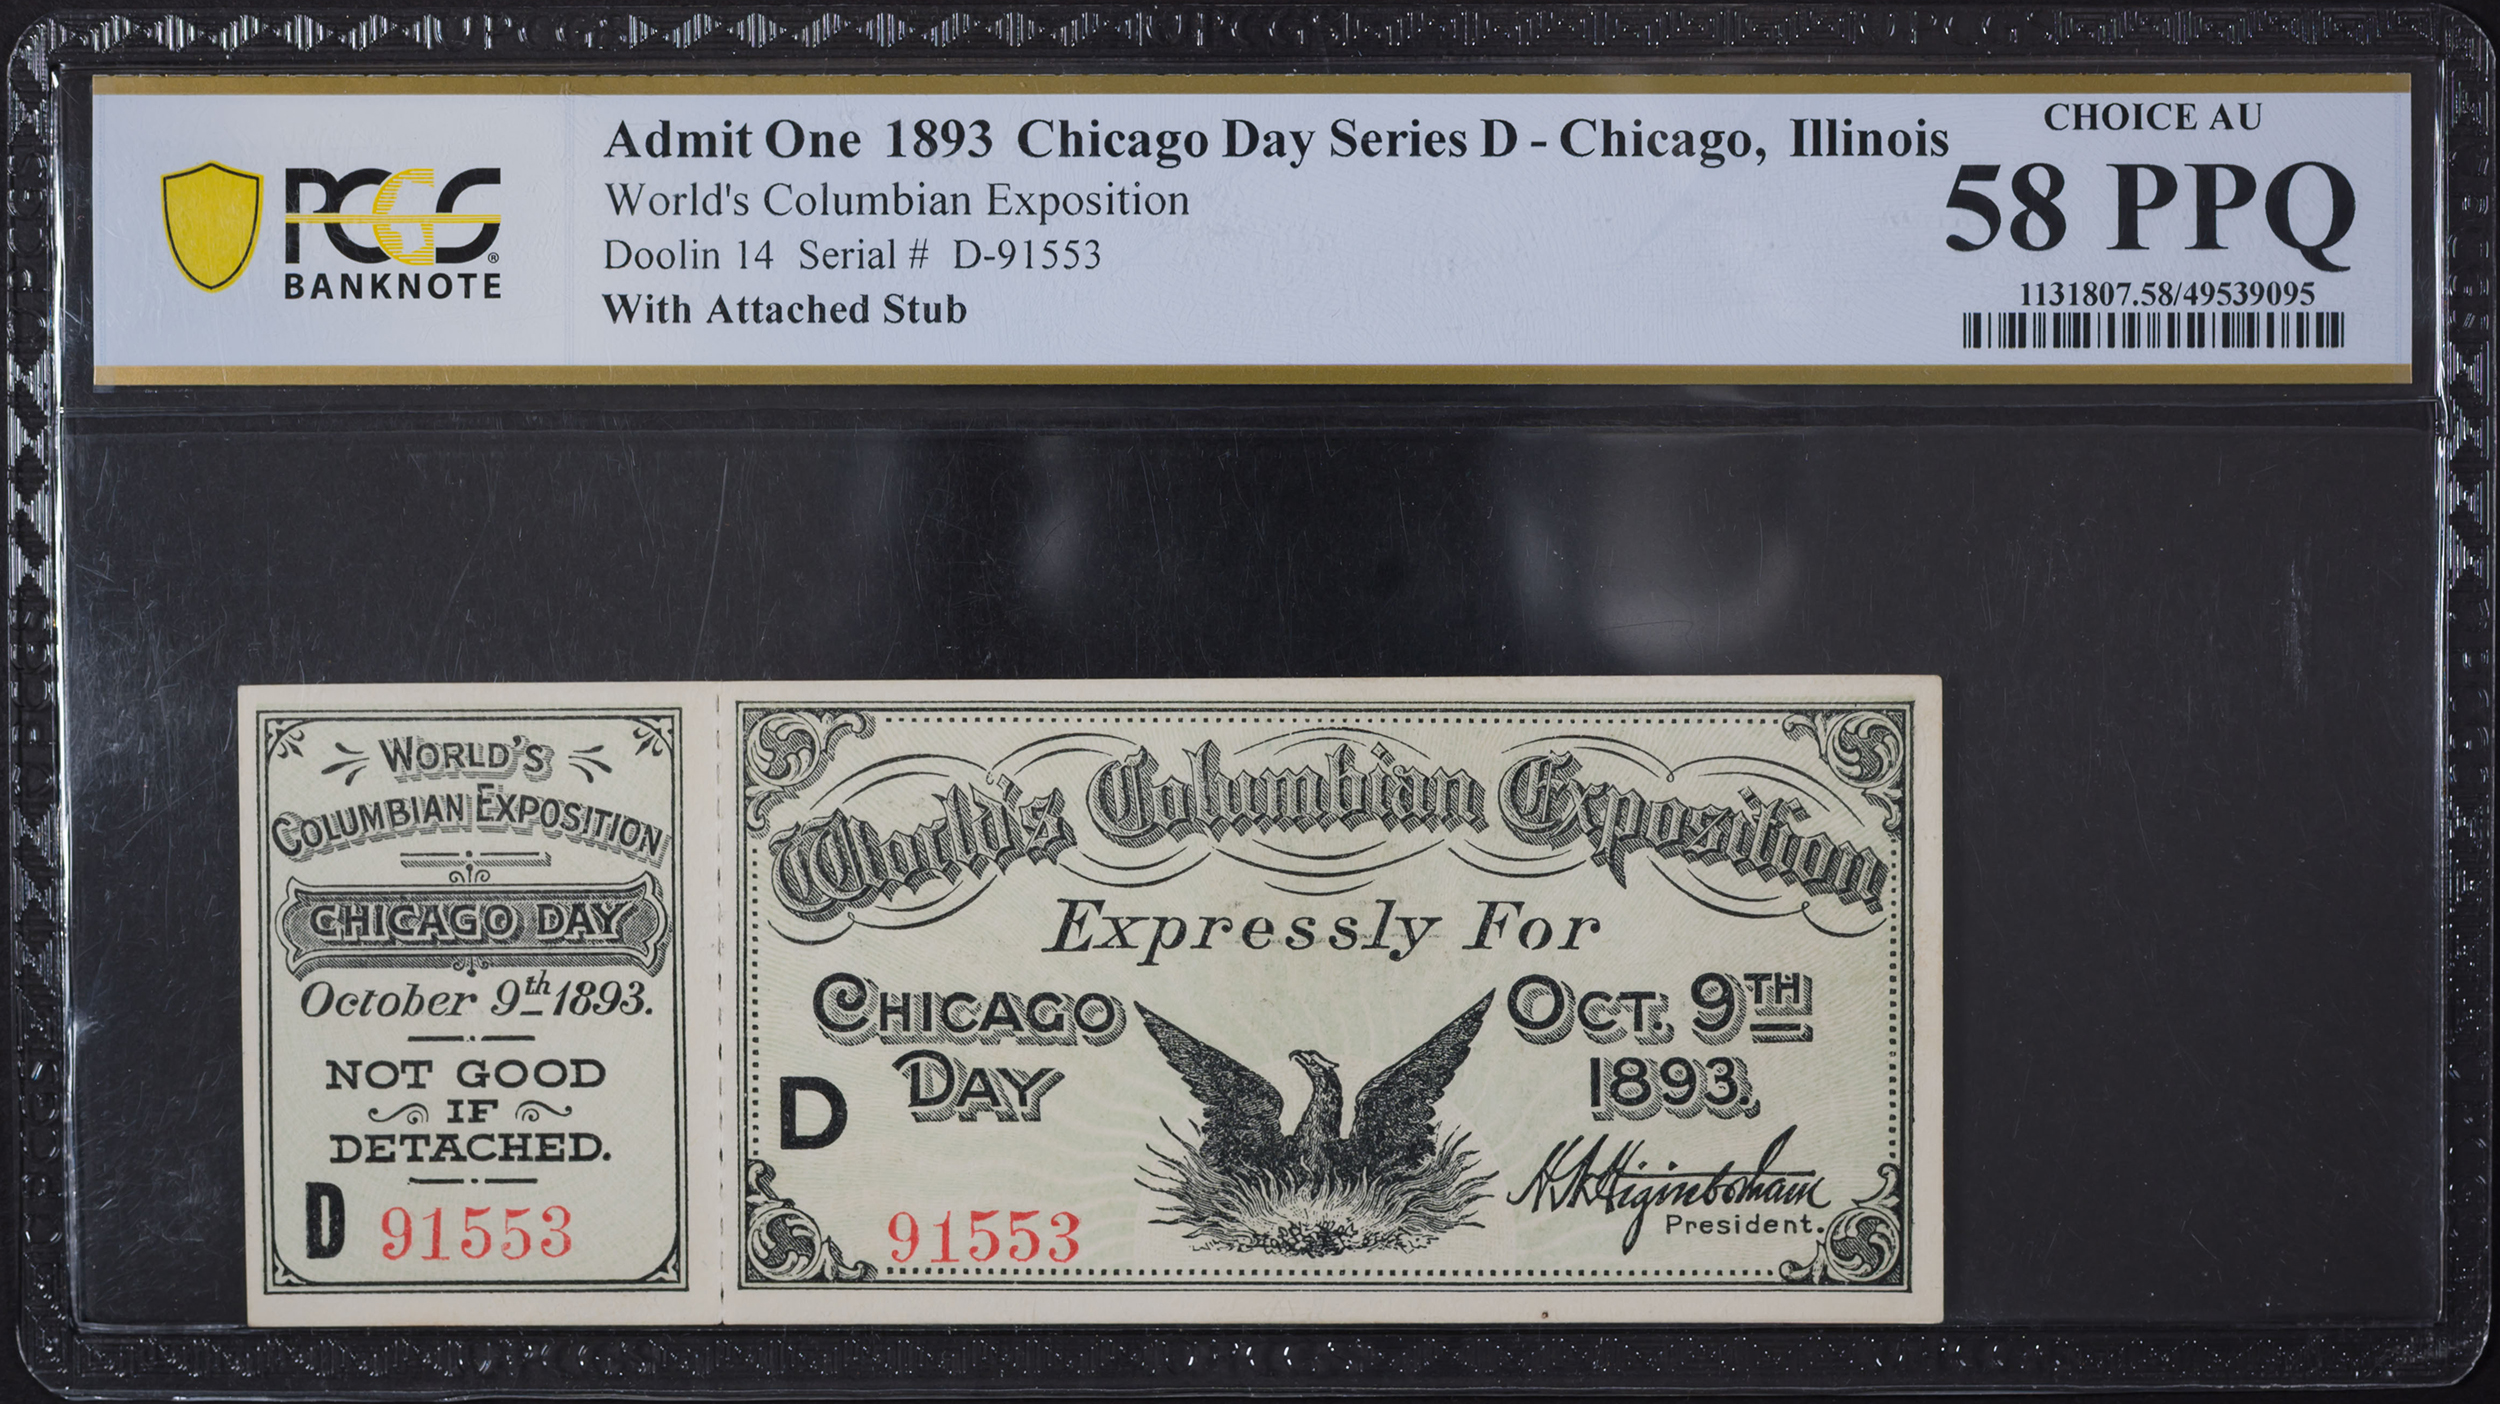 Admit One 1893 Chicago Day Series D - Chicago, Illinois
World's Columbian Exposition
Doolin 14 Serial # D-91553
With Attached Stub
CHOICE AU
58 PPQ
1131807.58/49539095
PCGS
BANKNOTE
WORLD'S
COLUMBIAN EXPOSITION
CHICAGO DAY
October 9th 1893.
NOT GOOD
IF
DETACHED.
D 91553
World's Columbian Exposition
Expressly For
CHICAGO
DAY
OCT. 9TH
1893.
D
91553
H. N. Higinbotham
President.